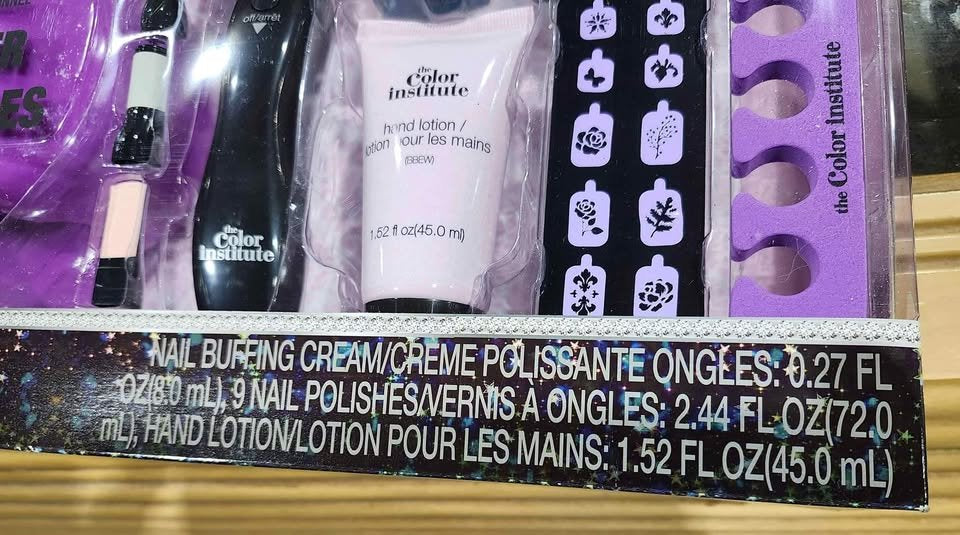 ER
ES
off/arrêt
the
Color
institute
the
Color
institute
hand lotion /
lotion pour les mains
(BBEW)
1.52 fl oz(45.0 ml)
the Color institute
NAIL BUFFING CREAM/CREME POLISSANTE ONGLES: 0.27 FL
OZ(8.0 mL), 9 NAIL POLISHES/VERNIS À ONGLES: 2.44 FL OZ(72.0
mL), HAND LOTION/LOTION POUR LES MAINS: 1.52 FL OZ(45.0 mL)